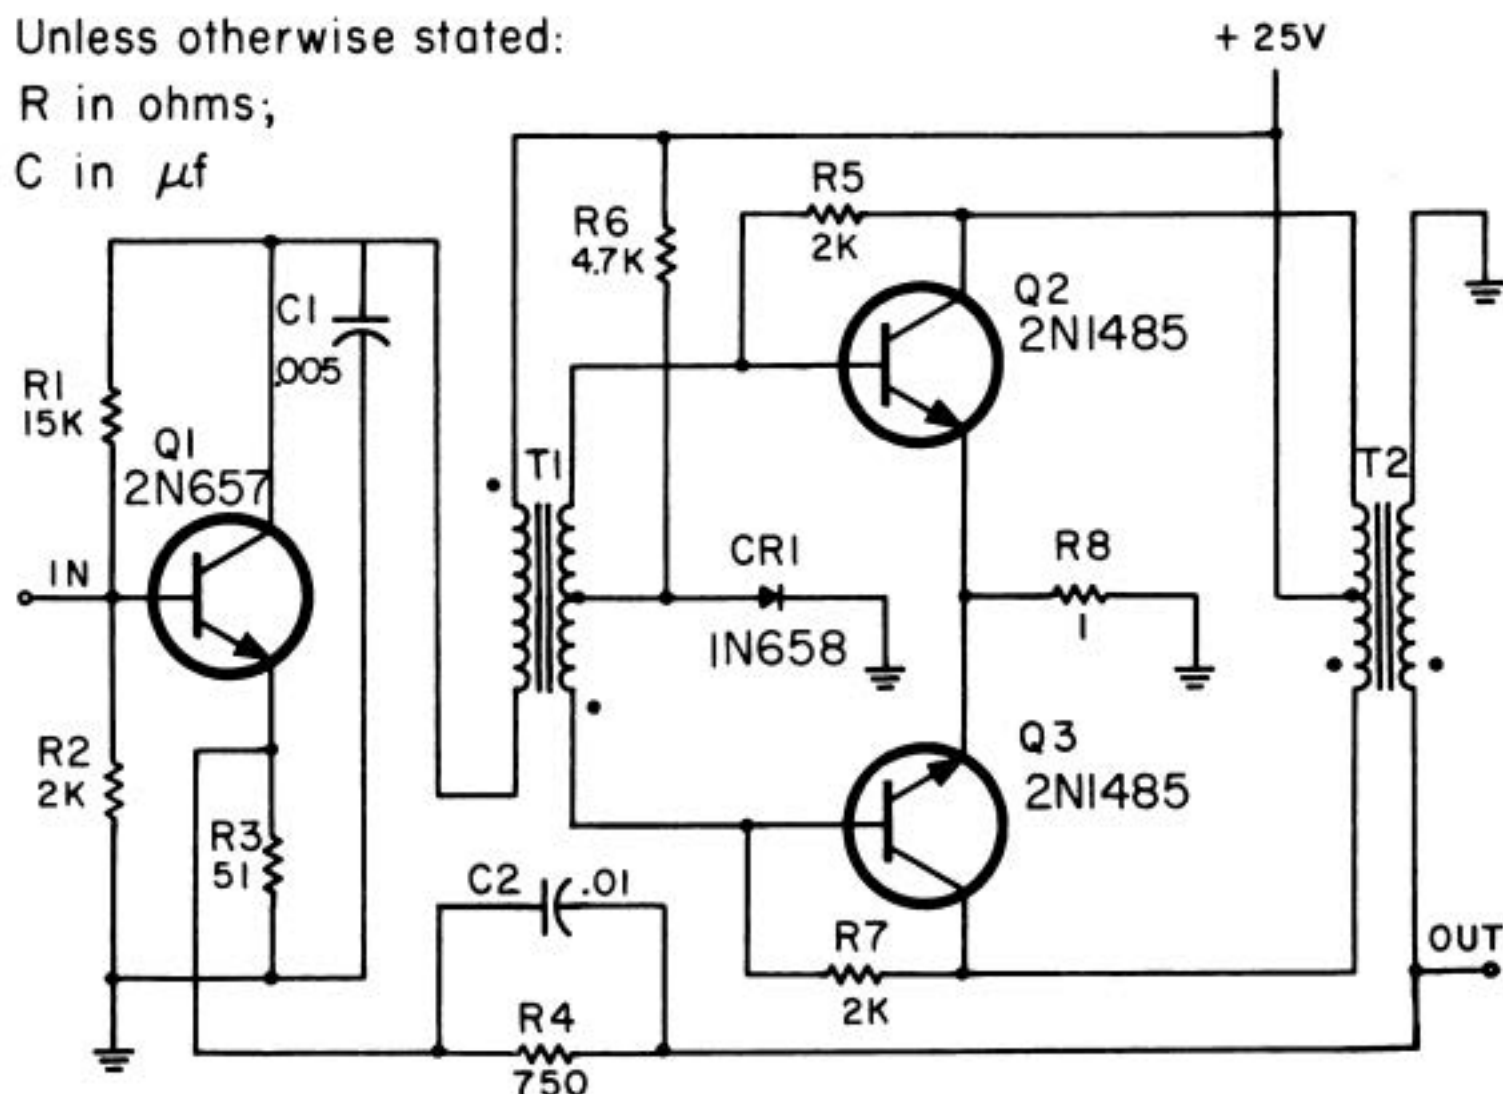 Unless otherwise stated:
R in ohms;
C in μf
+ 25V
R5
2K
R6
4.7K
Q2
2N1485
C1
.005
R1
15K
Q1
2N657
T1
T2
IN
CR1
1N658
R8
1
R2
2K
R3
51
Q3
2N1485
C2 .01
R7
2K
OUT
R4
750